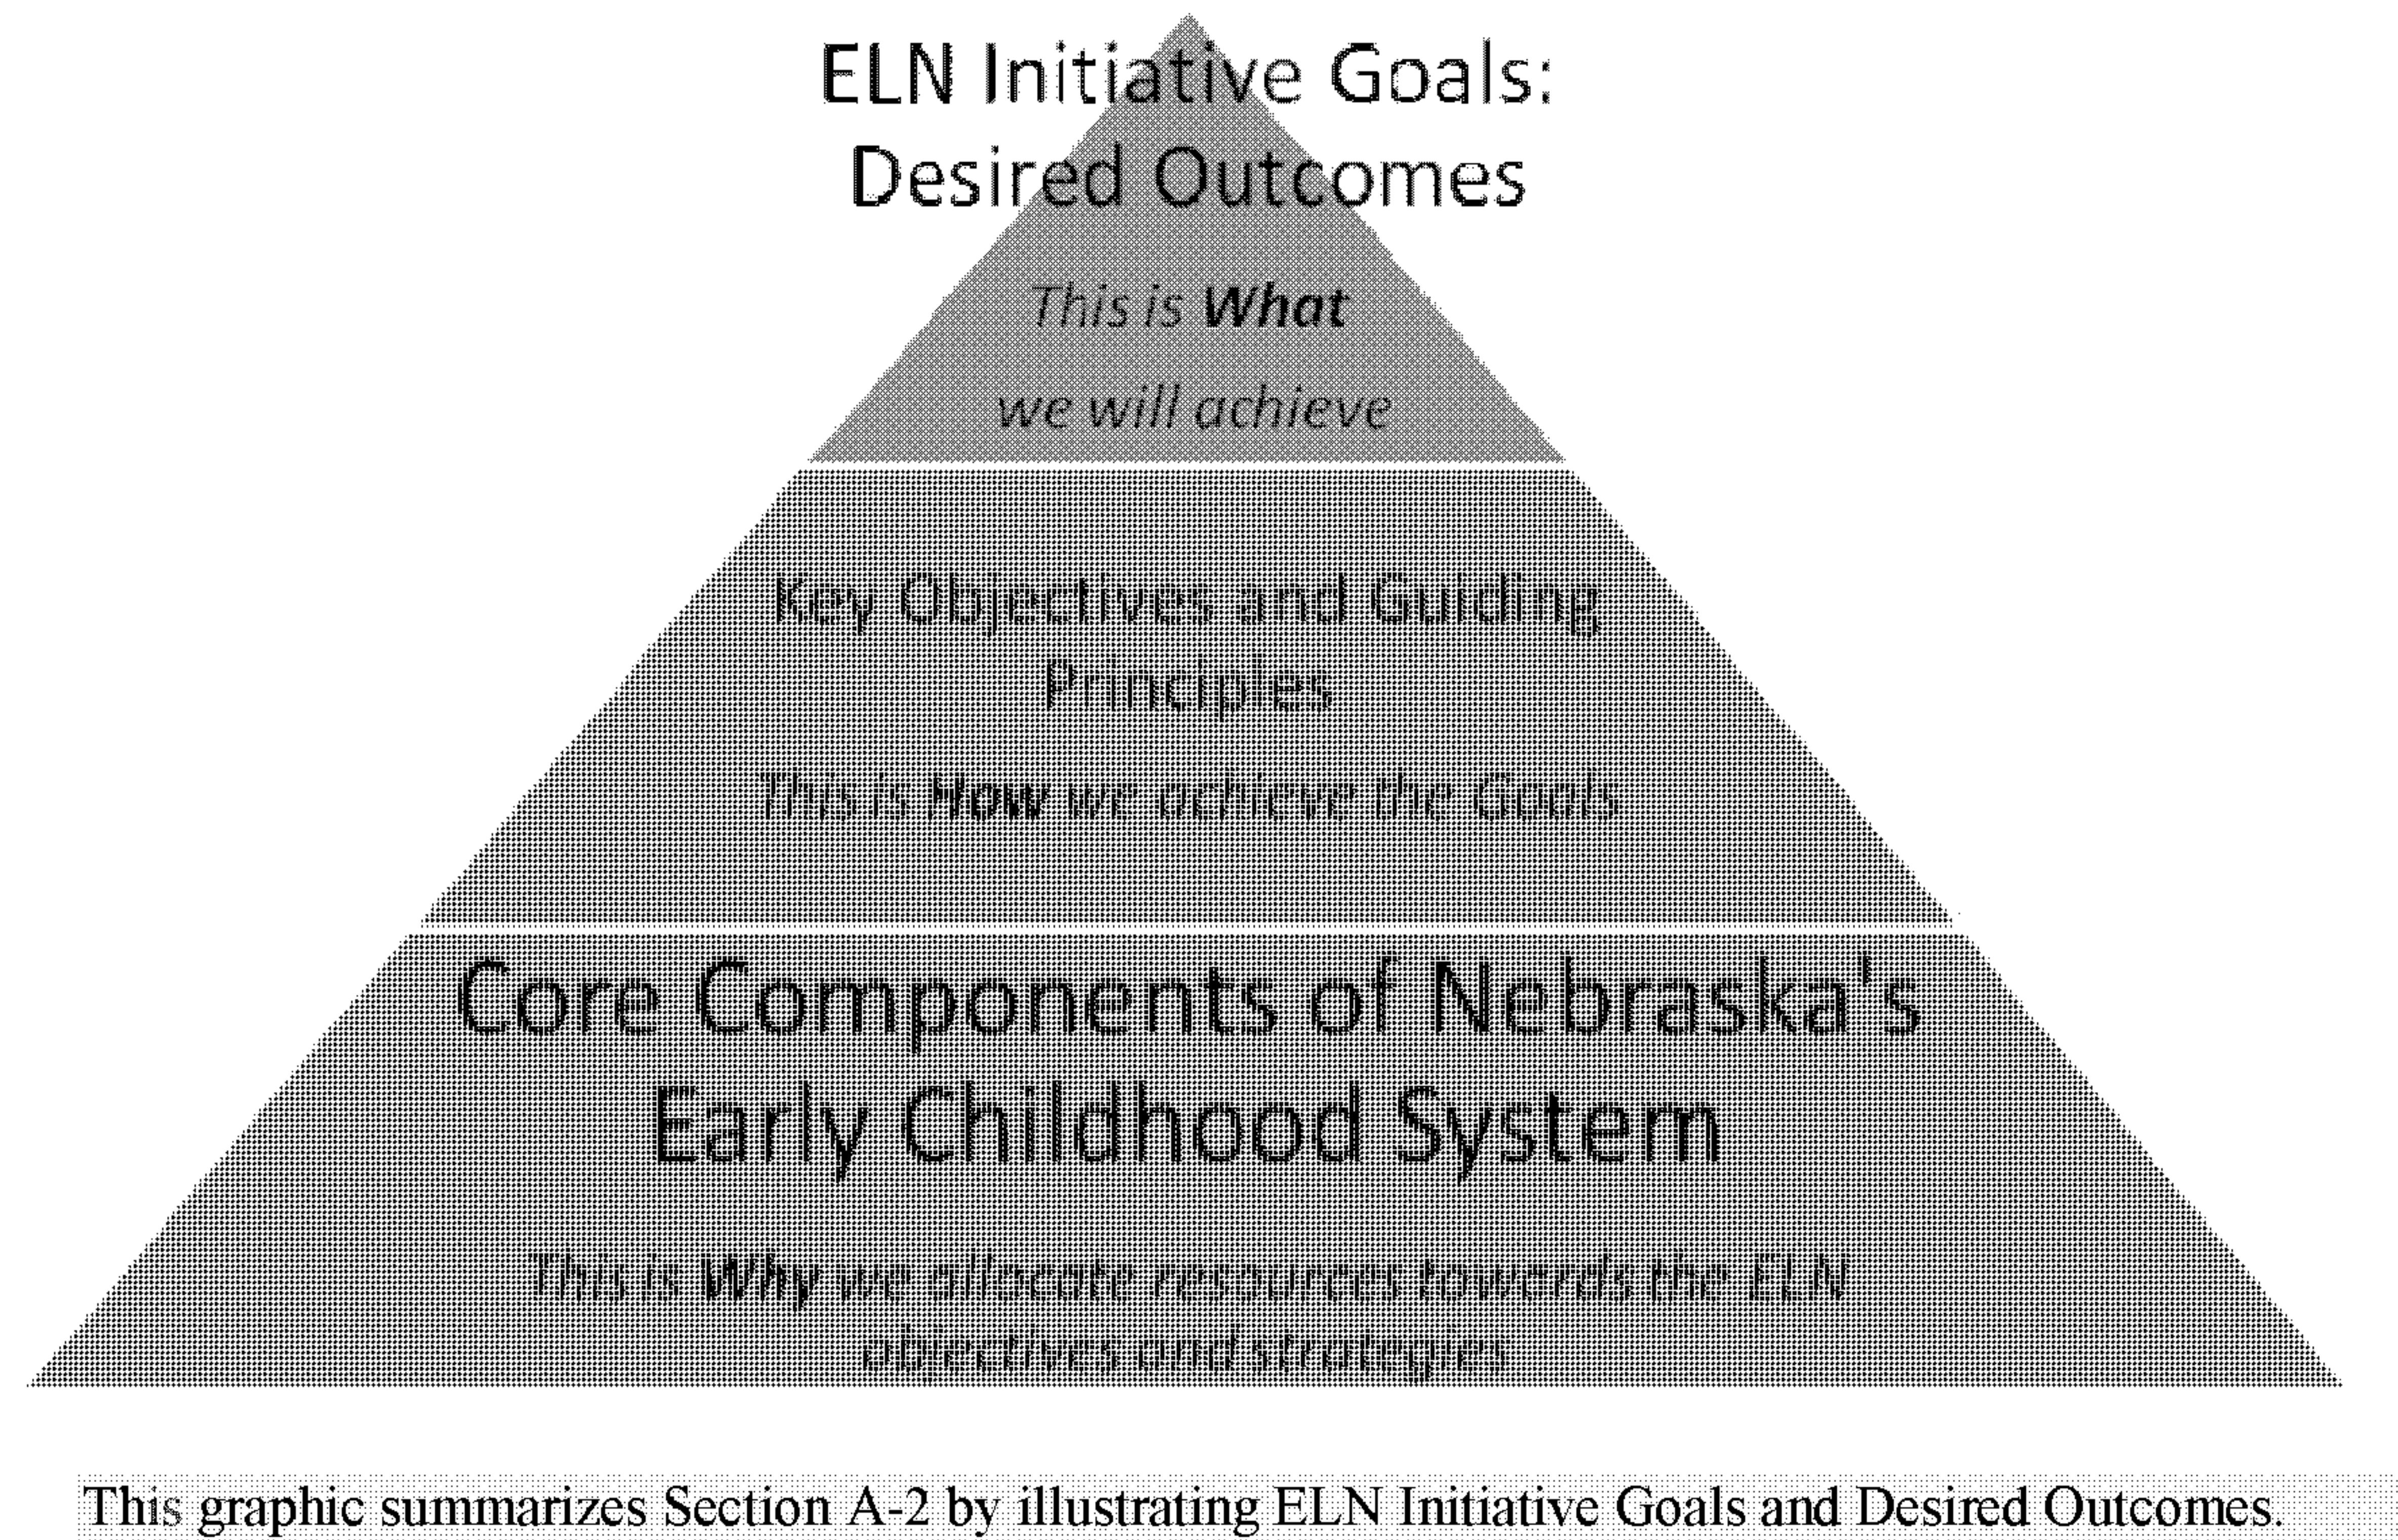 ELN Initiative Goals:
Desired Outcomes
This is What
we will achieve
Key Objectives and Guiding
Principles
This is How we achieve the Goals
Core Components of Nebraska's
Early Childhood System
This is Why we allocate resources towards the ELN
objectives and strategies
This graphic summarizes Section A-2 by illustrating ELN Initiative Goals and Desired Outcomes.